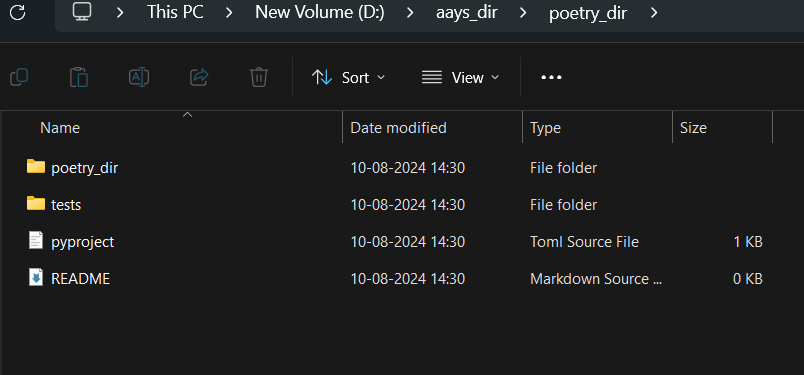 This PC > New Volume (D:) > aays_dir > poetry_dir >
Sort View •••
Name Date modified Type Size
poetry_dir 10-08-2024 14:30 File folder
tests 10-08-2024 14:30 File folder
pyproject 10-08-2024 14:30 Toml Source File 1 KB
README 10-08-2024 14:30 Markdown Source ... 0 KB